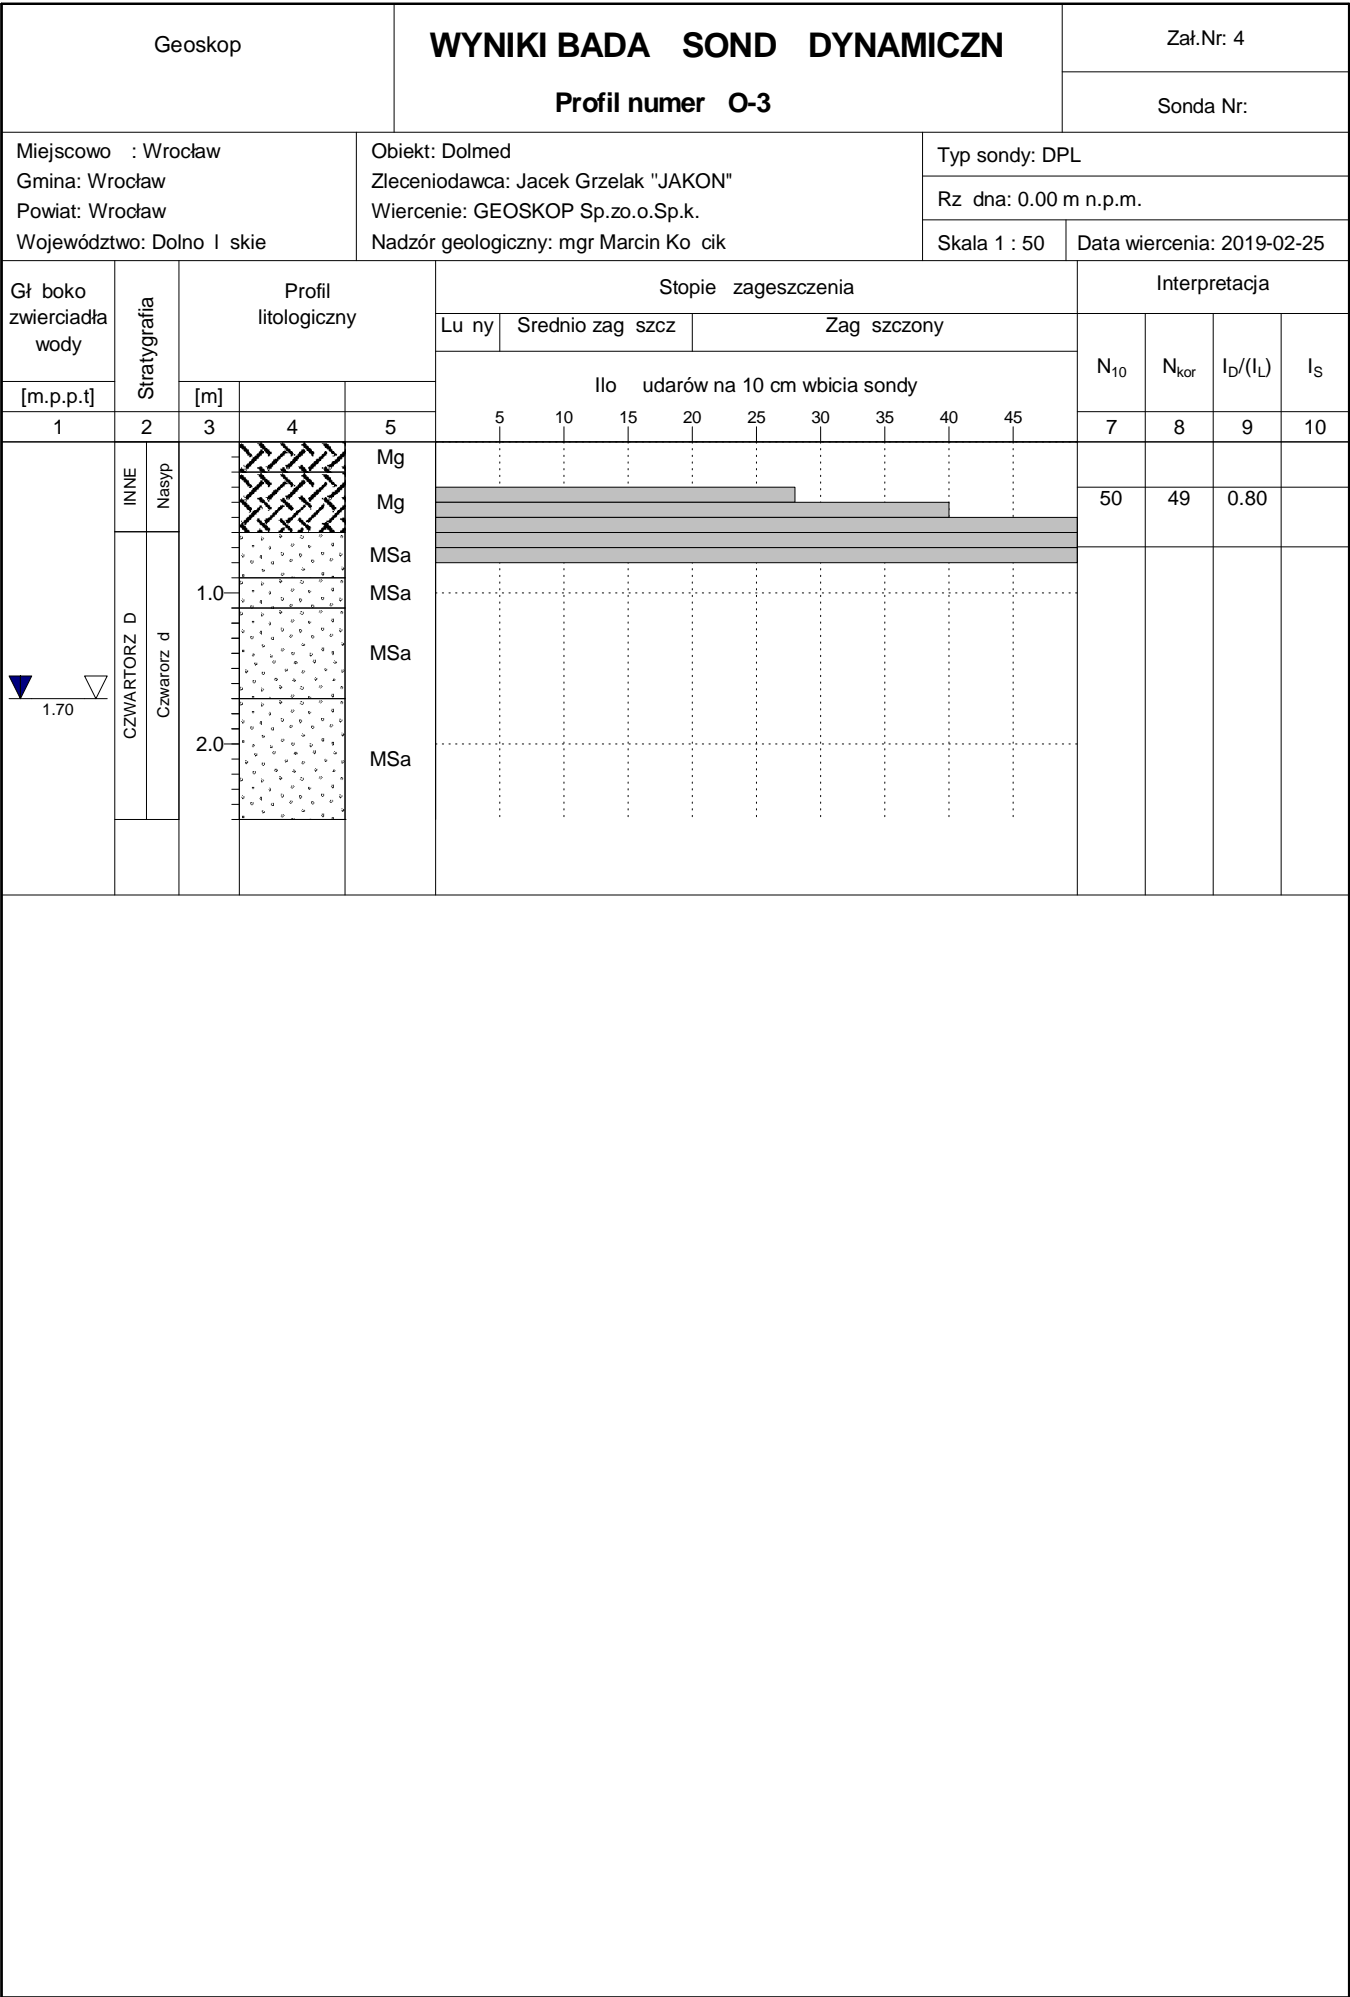 Geoskop
WYNIKI BADA SOND DYNAMICZN
Profil numer O-3
Zał.Nr: 4
Sonda Nr:
Miejscowo : Wrocław
Gmina: Wrocław
Powiat: Wrocław
Województwo: Dolno l skie
Obiekt: Dolmed
Zleceniodawca: Jacek Grzelak "JAKON"
Wiercenie: GEOSKOP Sp.zo.o.Sp.k.
Nadzór geologiczny: mgr Marcin Ko cik
Typ sondy: DPL
Rz dna: 0.00 m n.p.m.
Skala 1 : 50
Data wiercenia: 2019-02-25
Gł boko
zwierciadła
wody
[m.p.p.t]
Stratygrafia
Profil
litologiczny
[m]
Stopie zageszczenia
Lu ny
Srednio zag szcz
Zag szczony
Ilo udarów na 10 cm wbicia sondy
5 10 15 20 25 30 35 40 45
Interpretacja
N10
Nkor
ID/(IL)
IS
1 2 3 4 5 7 8 9 10
INNE
Nasyp
Mg
Mg
50 49 0.80
MSa
1.0
MSa
CZWARTORZ D
Czwarorz d
MSa
1.70
2.0
MSa